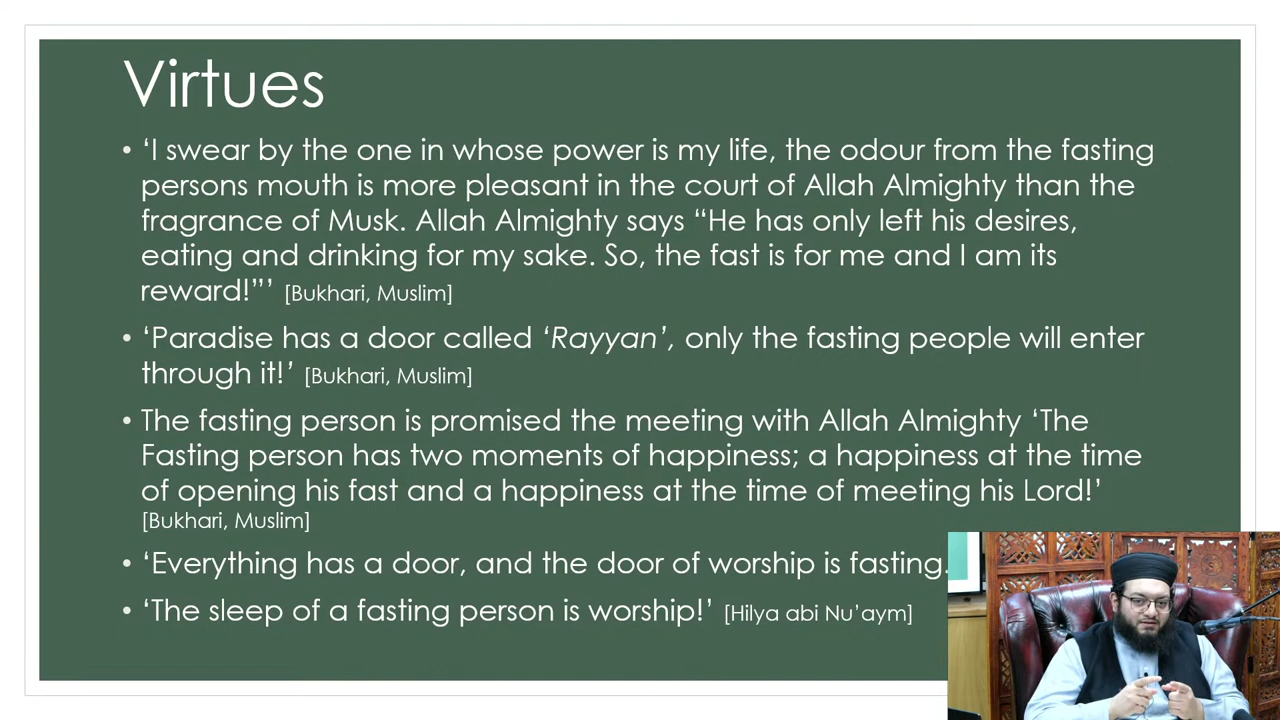 Virtues
• ‘I swear by the one in whose power is my life, the odour from the fasting
persons mouth is more pleasant in the court of Allah Almighty than the
fragrance of Musk. Allah Almighty says “He has only left his desires,
eating and drinking for my sake. So, the fast is for me and I am its
reward!”’ [Bukhari, Muslim]
• ‘Paradise has a door called ‘Rayyan’, only the fasting people will enter
through it!’ [Bukhari, Muslim]
• The fasting person is promised the meeting with Allah Almighty ‘The
Fasting person has two moments of happiness; a happiness at the time
of opening his fast and a happiness at the time of meeting his Lord!’
[Bukhari, Muslim]
• ‘Everything has a door, and the door of worship is fasting.
• ‘The sleep of a fasting person is worship!’ [Hilya abi Nu’aym]